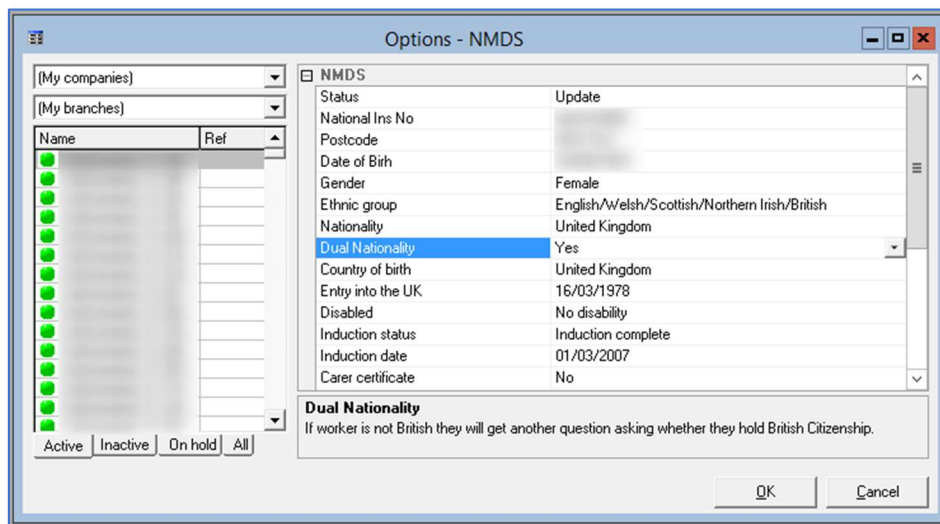 Options - NMDS
(My companies)
(My branches)
Name Ref
Active Inactive On hold All
NMDS
Status Update
National Ins No
Postcode
Date of Birh
Gender Female
Ethnic group English/Welsh/Scottish/Northern Irish/British
Nationality United Kingdom
Dual Nationality Yes
Country of birth United Kingdom
Entry into the UK 16/03/1978
Disabled No disability
Induction status Induction complete
Induction date 01/03/2007
Carer certificate No
Dual Nationality
If worker is not British they will get another question asking whether they hold British Citizenship.
OK Cancel